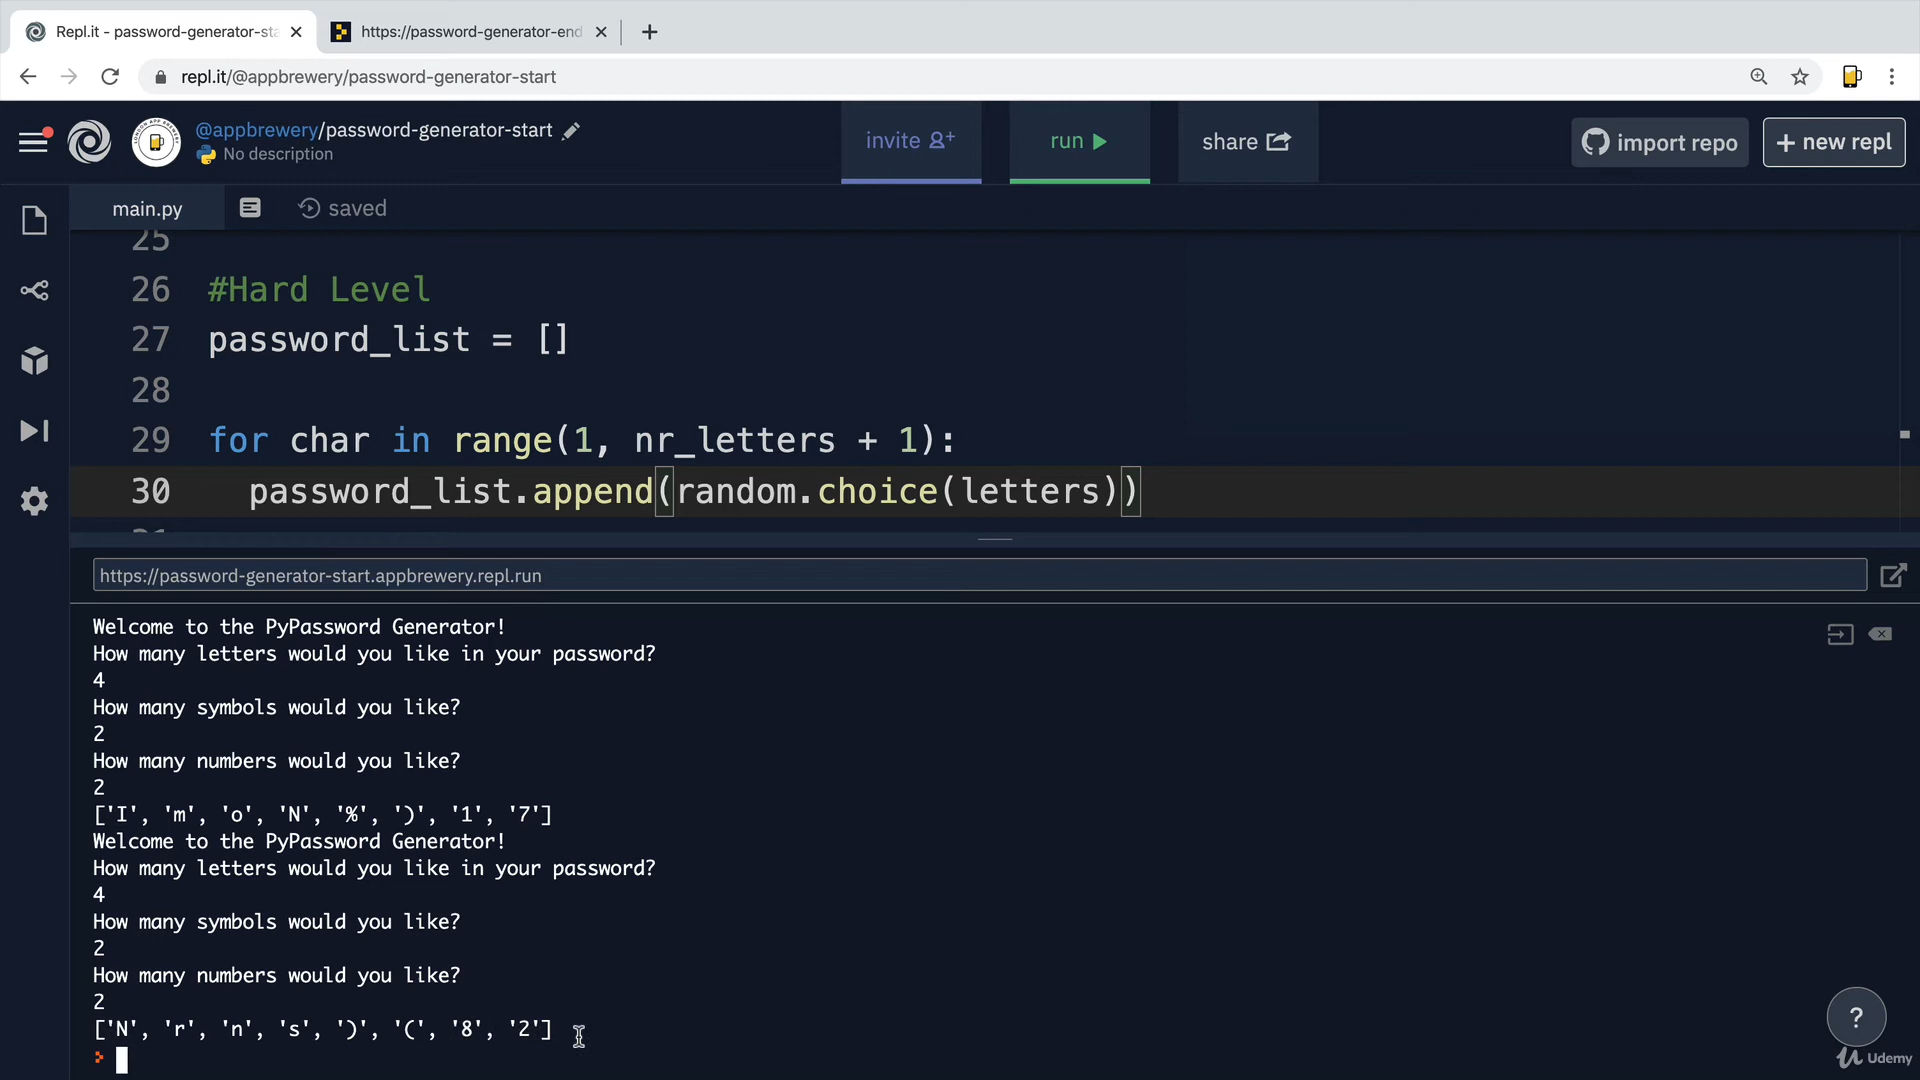 Repl.it - password-generator-sta
https://password-generator-end
repl.it/@appbrewery/password-generator-start
LONDON APP BREWERY
@appbrewery/password-generator-start
No description
invite
run
share
import repo
+ new repl
main.py
saved
25
26 #Hard Level
27 password_list = []
28
29 for char in range(1, nr_letters + 1):
30 password_list.append(random.choice(letters))
31
https://password-generator-start.appbrewery.repl.run
Welcome to the PyPassword Generator!
How many letters would you like in your password?
4
How many symbols would you like?
2
How many numbers would you like?
2
['I', 'm', 'o', 'N', '%', ')', '1', '7']
Welcome to the PyPassword Generator!
How many letters would you like in your password?
4
How many symbols would you like?
2
How many numbers would you like?
2
['N', 'r', 'n', 's', ')', '(', '8', '2']
?
Udemy